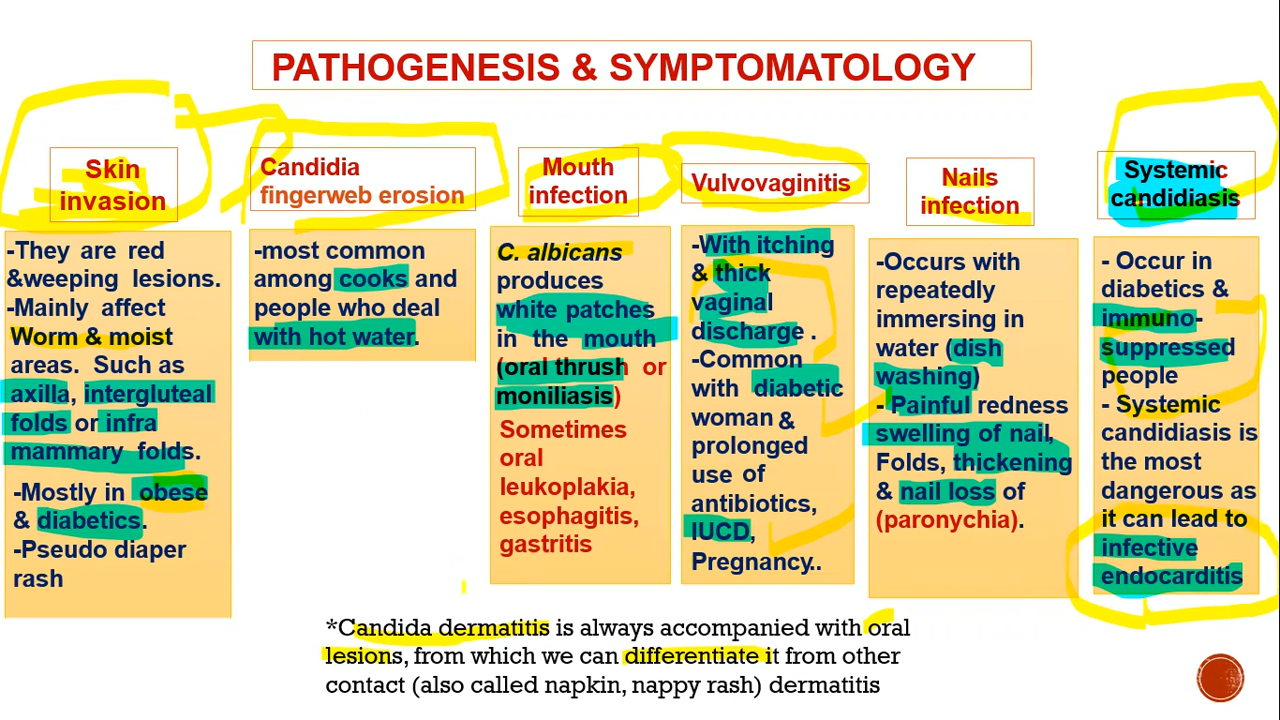 PATHOGENESIS & SYMPTOMATOLOGY
Skin
invasion
-They are red
&weeping lesions.
-Mainly affect
Worm & moist
areas. Such as
axilla, intergluteal
folds or infra
mammary folds.
-Mostly in obese
& diabetics.
-Pseudo diaper
rash
Candidia
fingerweb erosion
-most common
among cooks and
people who deal
with hot water.
Mouth
infection
C. albicans
produces
white patches
in the mouth
(oral thrush or
moniliasis)
Sometimes
oral
leukoplakia,
esophagitis,
gastritis
Vulvovaginitis
-With itching
& thick
vaginal
discharge .
-Common
with diabetic
woman &
prolonged
use of
antibiotics,
IUCD,
Pregnancy..
Nails
infection
-Occurs with
repeatedly
immersing in
water (dish
washing)
- Painful redness
swelling of nail,
Folds, thickening
& nail loss of
(paronychia).
Systemic
candidiasis
- Occur in
diabetics &
immuno-
suppressed
people
- Systemic
candidiasis is
the most
dangerous as
it can lead to
infective
endocarditis
*Candida dermatitis is always accompanied with oral
lesions, from which we can differentiate it from other
contact (also called napkin, nappy rash) dermatitis